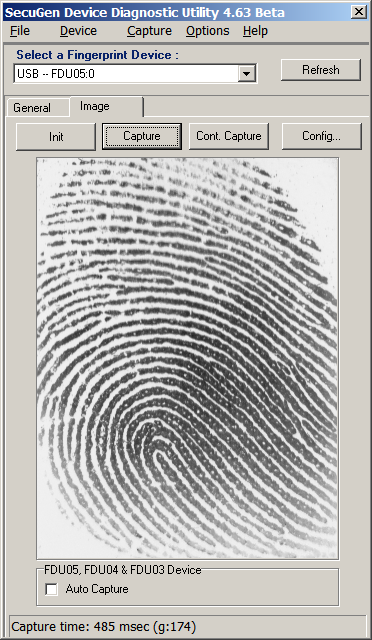 SecuGen Device Diagnostic Utility 4.63 Beta
File Device Capture Options Help
Select a Fingerprint Device :
USB -- FDU05:0
Refresh
General Image
Init Capture Cont. Capture Config...
FDU05, FDU04 & FDU03 Device
Auto Capture
Capture time: 485 msec (g:174)